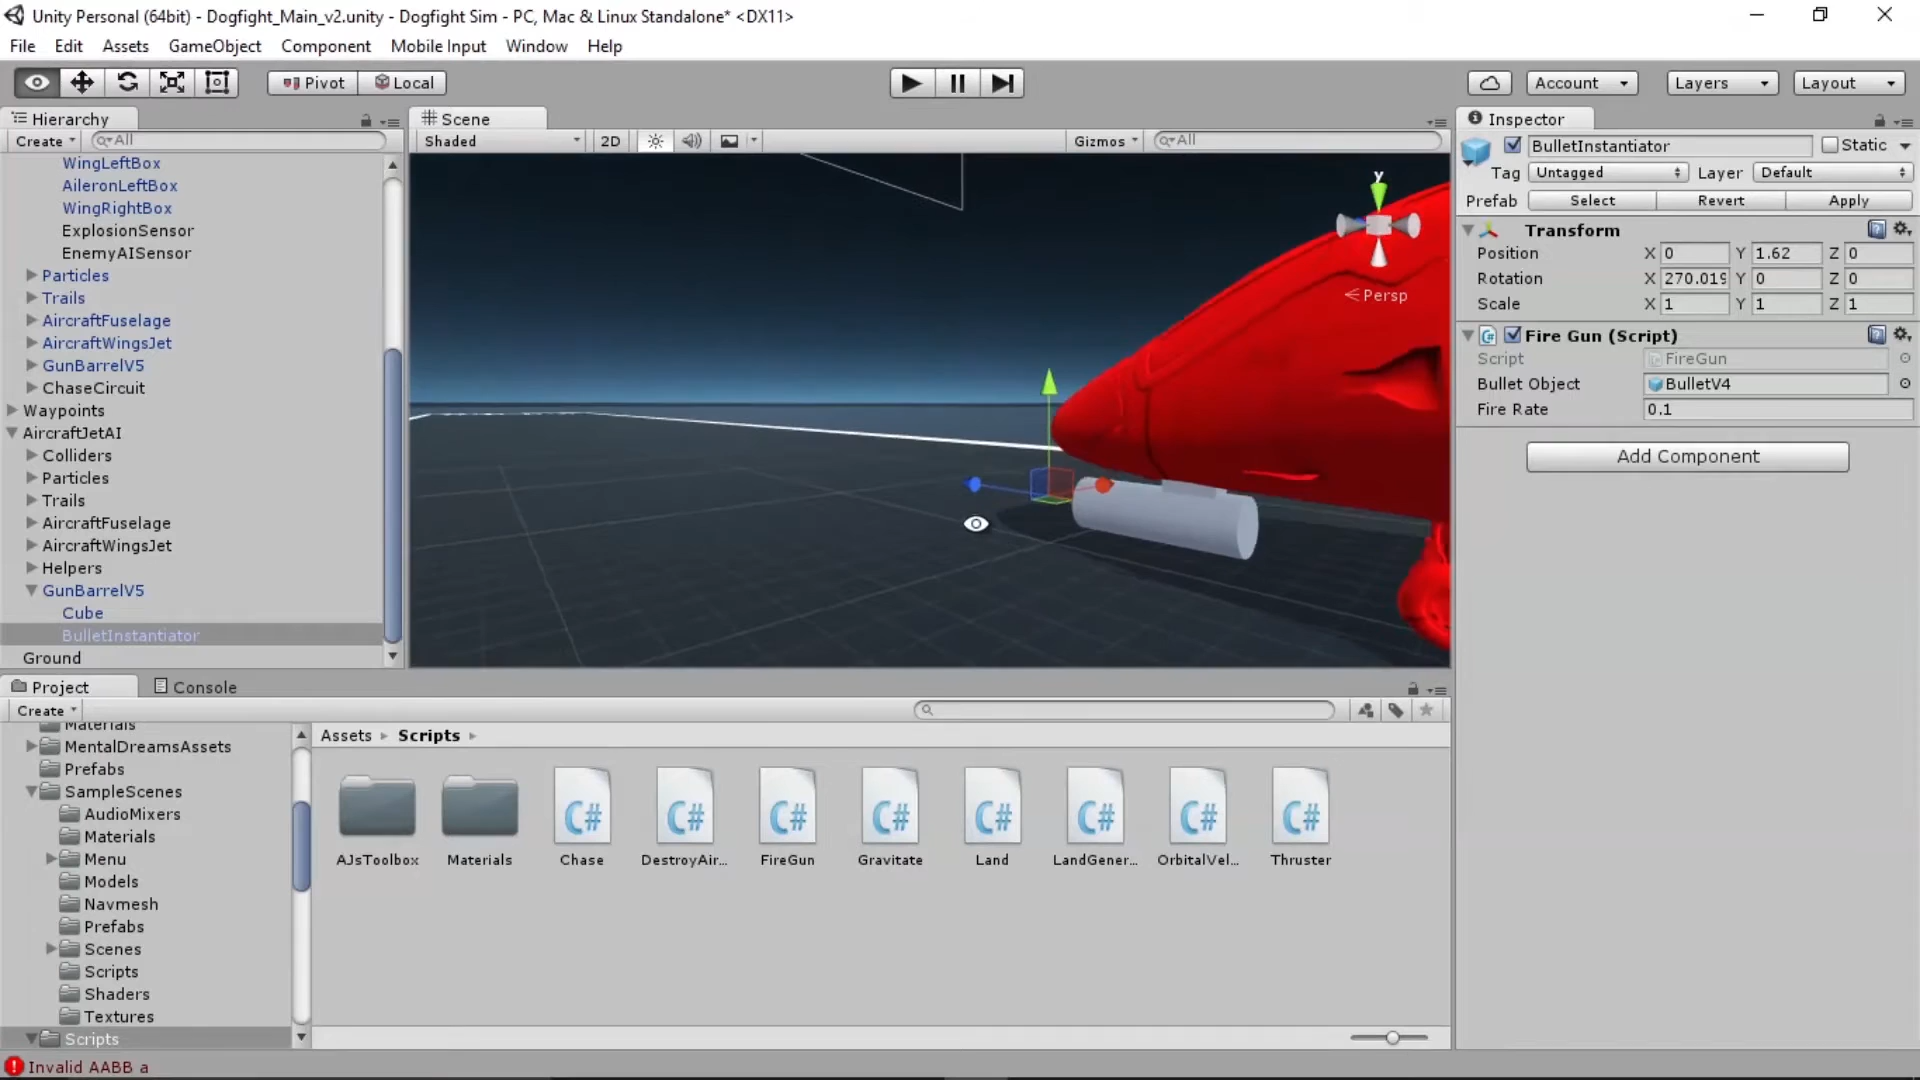 Unity Personal (64bit) - Dogfight_Main_v2.unity - Dogfight Sim - PC, Mac & Linux Standalone* <DX11>
File Edit Assets GameObject Component Mobile Input Window Help
Pivot Local Account Layers Layout
Hierarchy
Create All
WingLeftBox
AileronLeftBox
WingRightBox
ExplosionSensor
EnemyAISensor
Particles
Trails
AircraftFuselage
AircraftWingsJet
GunBarrelV5
ChaseCircuit
Waypoints
AircraftJetAI
Colliders
Particles
Trails
AircraftFuselage
AircraftWingsJet
Helpers
GunBarrelV5
Cube
BulletInstantiator
Ground
Scene
Shaded 2D Gizmos All
y
Persp
Inspector
BulletInstantiator Static
Tag Untagged Layer Default
Prefab Select Revert Apply
Transform
Position X 0 Y 1.62 Z 0
Rotation X 270.019 Y 0 Z 0
Scale X 1 Y 1 Z 1
Fire Gun (Script)
Script FireGun
Bullet Object BulletV4
Fire Rate 0.1
Add Component
Project Console
Create
Materials
MentalDreamsAssets
Prefabs
SampleScenes
AudioMixers
Materials
Menu
Models
Navmesh
Prefabs
Scenes
Scripts
Shaders
Textures
Scripts
Assets Scripts
C# C# C# C# C# C# C# C#
AJsToolbox Materials Chase DestroyAir... FireGun Gravitate Land LandGener... OrbitalVel... Thruster
Invalid AABB a